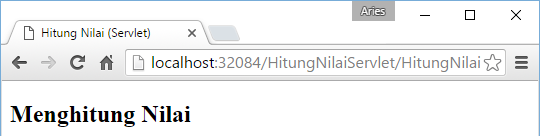 Aries
Hitung Nilai (Servlet)
localhost:32084/HitungNilaiServlet/HitungNilai
Menghitung Nilai